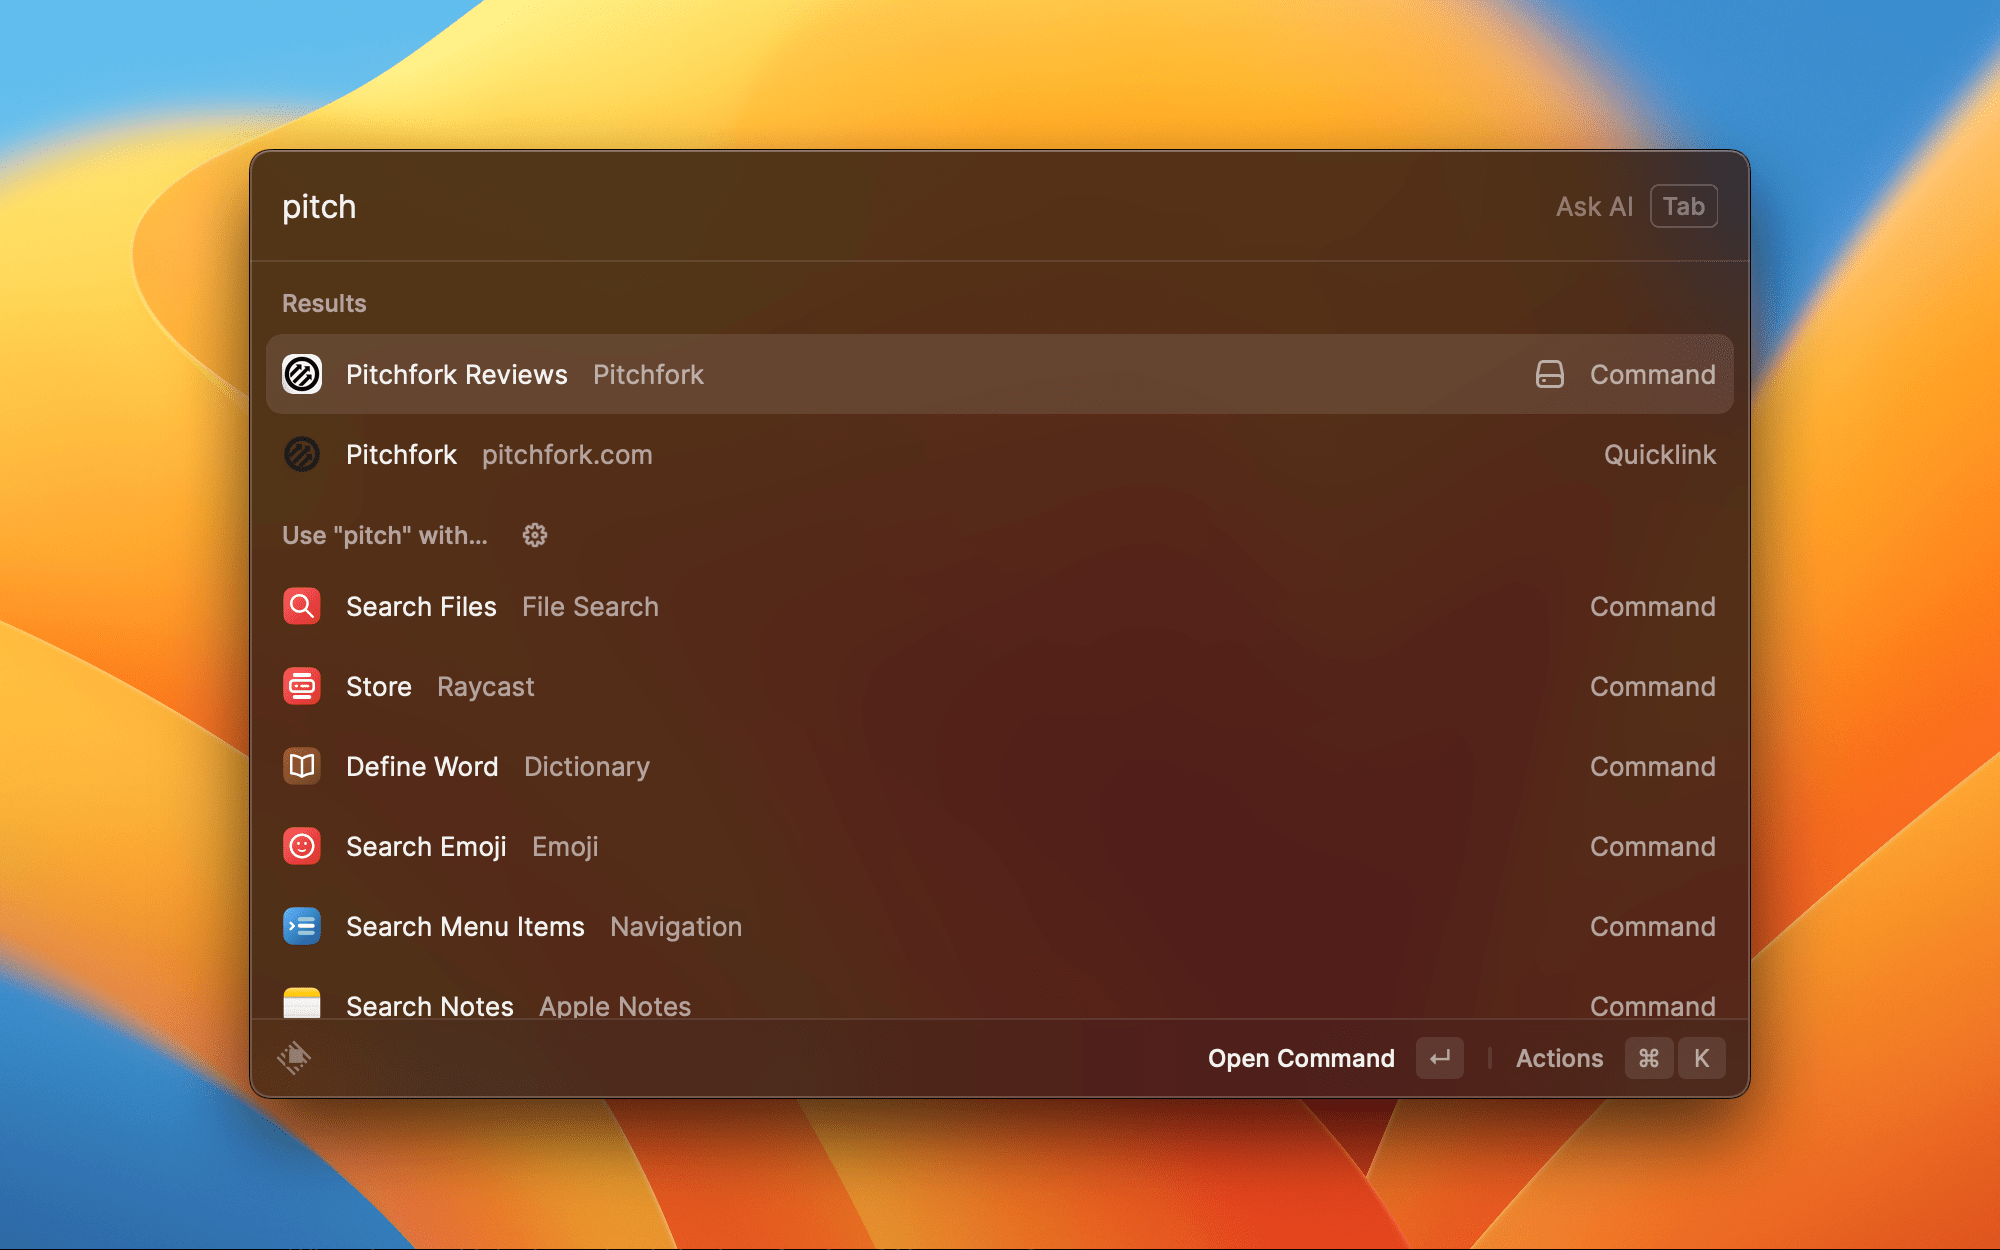 pitch Ask AI Tab
Results
Pitchfork Reviews Pitchfork Command
Pitchfork pitchfork.com Quicklink
Use "pitch" with...
Search Files File Search Command
Store Raycast Command
Define Word Dictionary Command
Search Emoji Emoji Command
Search Menu Items Navigation Command
Search Notes Apple Notes Command
Open Command ↵ Actions ⌘ K